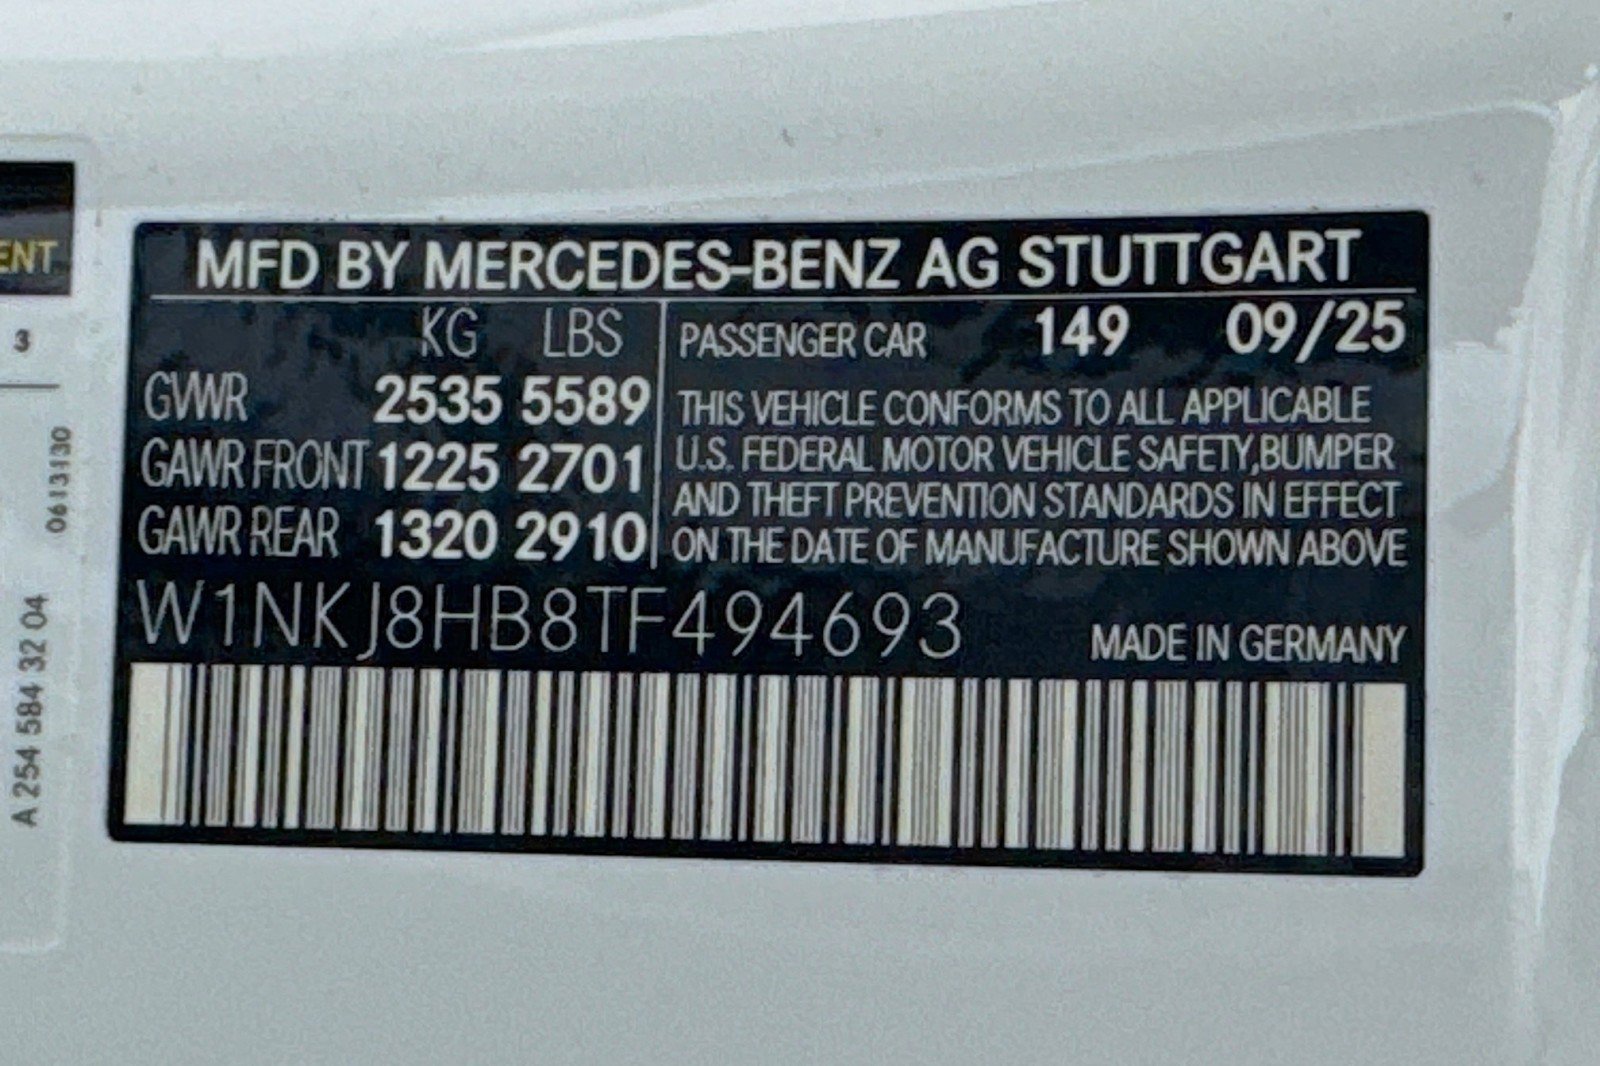 MFD BY MERCEDES-BENZ AG STUTTGART
KG LBS
GVWR 2535 5589
GAWR FRONT 1225 2701
GAWR REAR 1320 2910
PASSENGER CAR 149 09/25
THIS VEHICLE CONFORMS TO ALL APPLICABLE
U.S. FEDERAL MOTOR VEHICLE SAFETY,BUMPER
AND THEFT PREVENTION STANDARDS IN EFFECT
ON THE DATE OF MANUFACTURE SHOWN ABOVE
W1NKJ8HB8TF494693
MADE IN GERMANY
ENT
3
0613130
A 254 584 32 04